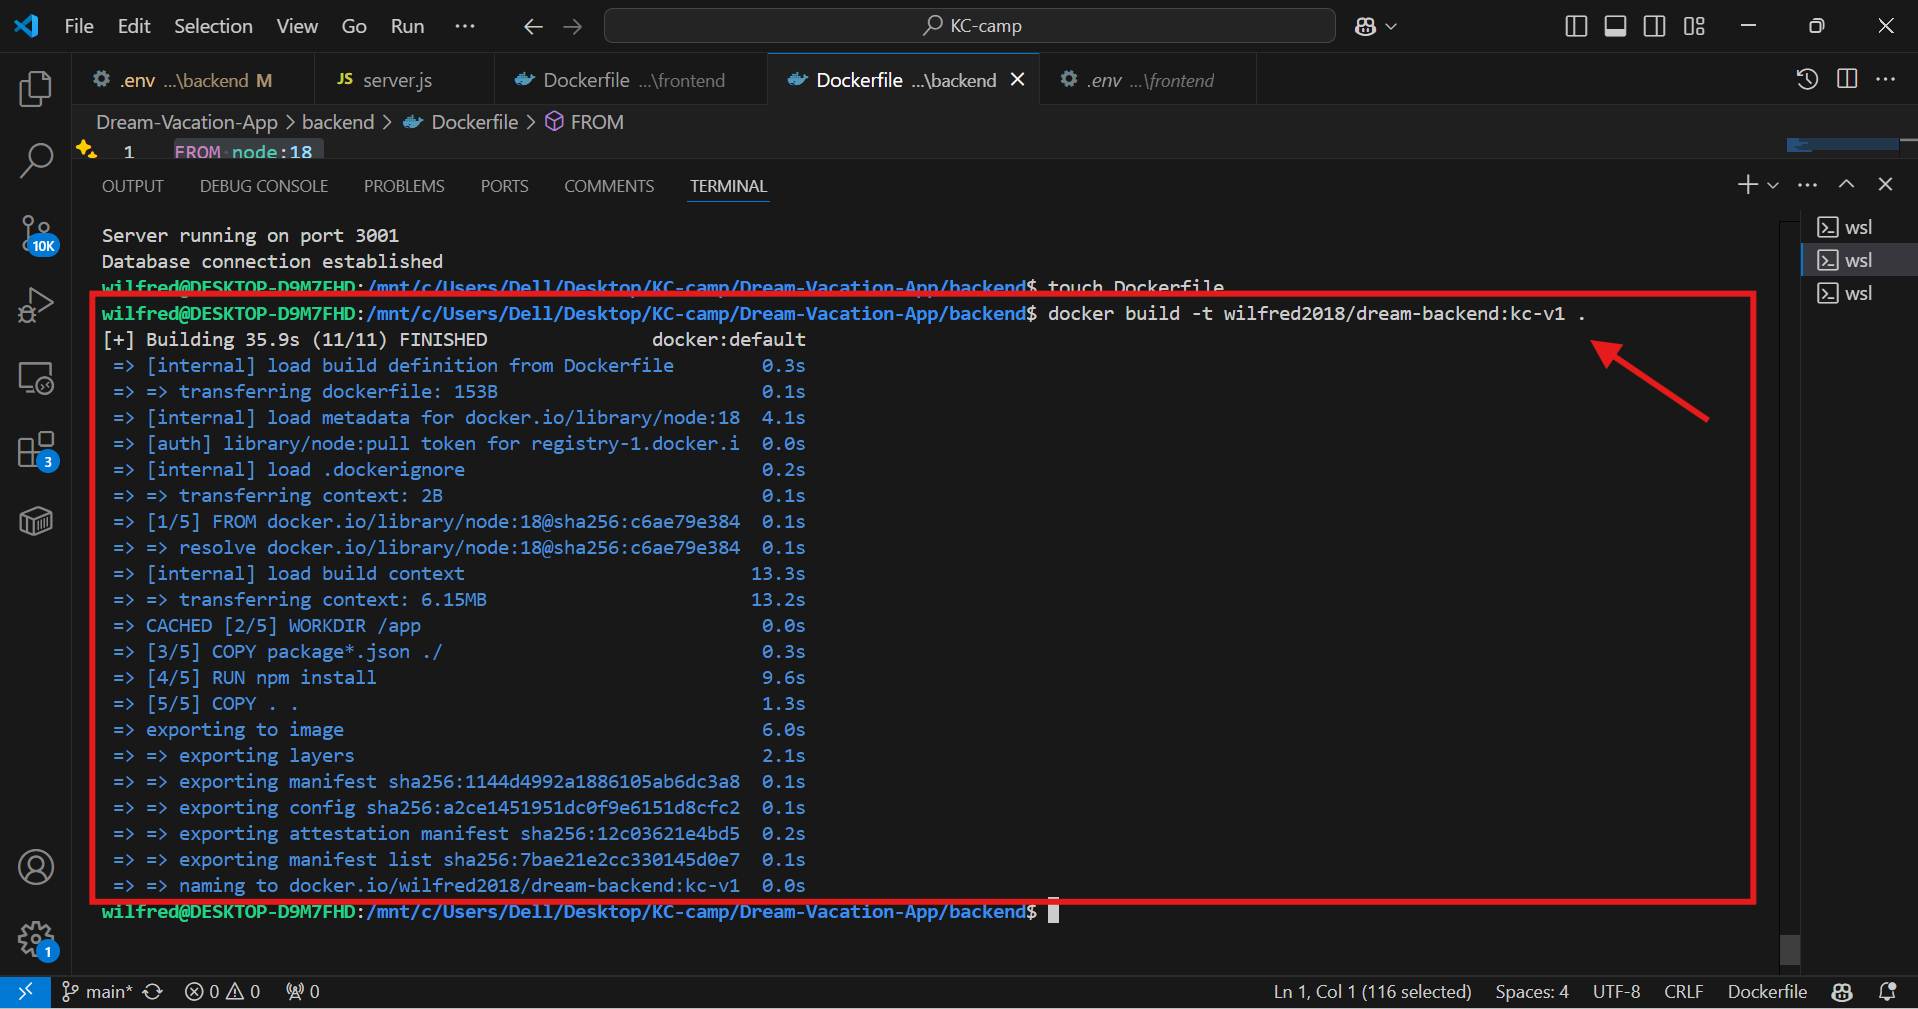 File Edit Selection View Go Run ··· KC-camp
.env ...\backend M JS server.js Dockerfile ...\frontend Dockerfile ...\backend .env ...\frontend
Dream-Vacation-App > backend > Dockerfile > FROM
1 FROM node:18
OUTPUT DEBUG CONSOLE PROBLEMS PORTS COMMENTS TERMINAL
wsl
wsl
wsl
10K
3
1
Server running on port 3001
Database connection established
wilfred@DESKTOP-D9M7FHD:/mnt/c/Users/Dell/Desktop/KC-camp/Dream-Vacation-App/backend$ touch Dockerfile
wilfred@DESKTOP-D9M7FHD:/mnt/c/Users/Dell/Desktop/KC-camp/Dream-Vacation-App/backend$ docker build -t wilfred2018/dream-backend:kc-v1 .
[+] Building 35.9s (11/11) FINISHED docker:default
=> [internal] load build definition from Dockerfile 0.3s
=> => transferring dockerfile: 153B 0.1s
=> [internal] load metadata for docker.io/library/node:18 4.1s
=> [auth] library/node:pull token for registry-1.docker.i 0.0s
=> [internal] load .dockerignore 0.2s
=> => transferring context: 2B 0.1s
=> [1/5] FROM docker.io/library/node:18@sha256:c6ae79e384 0.1s
=> => resolve docker.io/library/node:18@sha256:c6ae79e384 0.1s
=> [internal] load build context 13.3s
=> => transferring context: 6.15MB 13.2s
=> CACHED [2/5] WORKDIR /app 0.0s
=> [3/5] COPY package*.json ./ 0.3s
=> [4/5] RUN npm install 9.6s
=> [5/5] COPY . . 1.3s
=> exporting to image 6.0s
=> => exporting layers 2.1s
=> => exporting manifest sha256:1144d4992a1886105ab6dc3a8 0.1s
=> => exporting config sha256:a2ce1451951dc0f9e6151d8cfc2 0.1s
=> => exporting attestation manifest sha256:12c03621e4bd5 0.2s
=> => exporting manifest list sha256:7bae21e2cc330145d0e7 0.1s
=> => naming to docker.io/wilfred2018/dream-backend:kc-v1 0.0s
wilfred@DESKTOP-D9M7FHD:/mnt/c/Users/Dell/Desktop/KC-camp/Dream-Vacation-App/backend$
main* 0 0 0 Ln 1, Col 1 (116 selected) Spaces: 4 UTF-8 CRLF Dockerfile